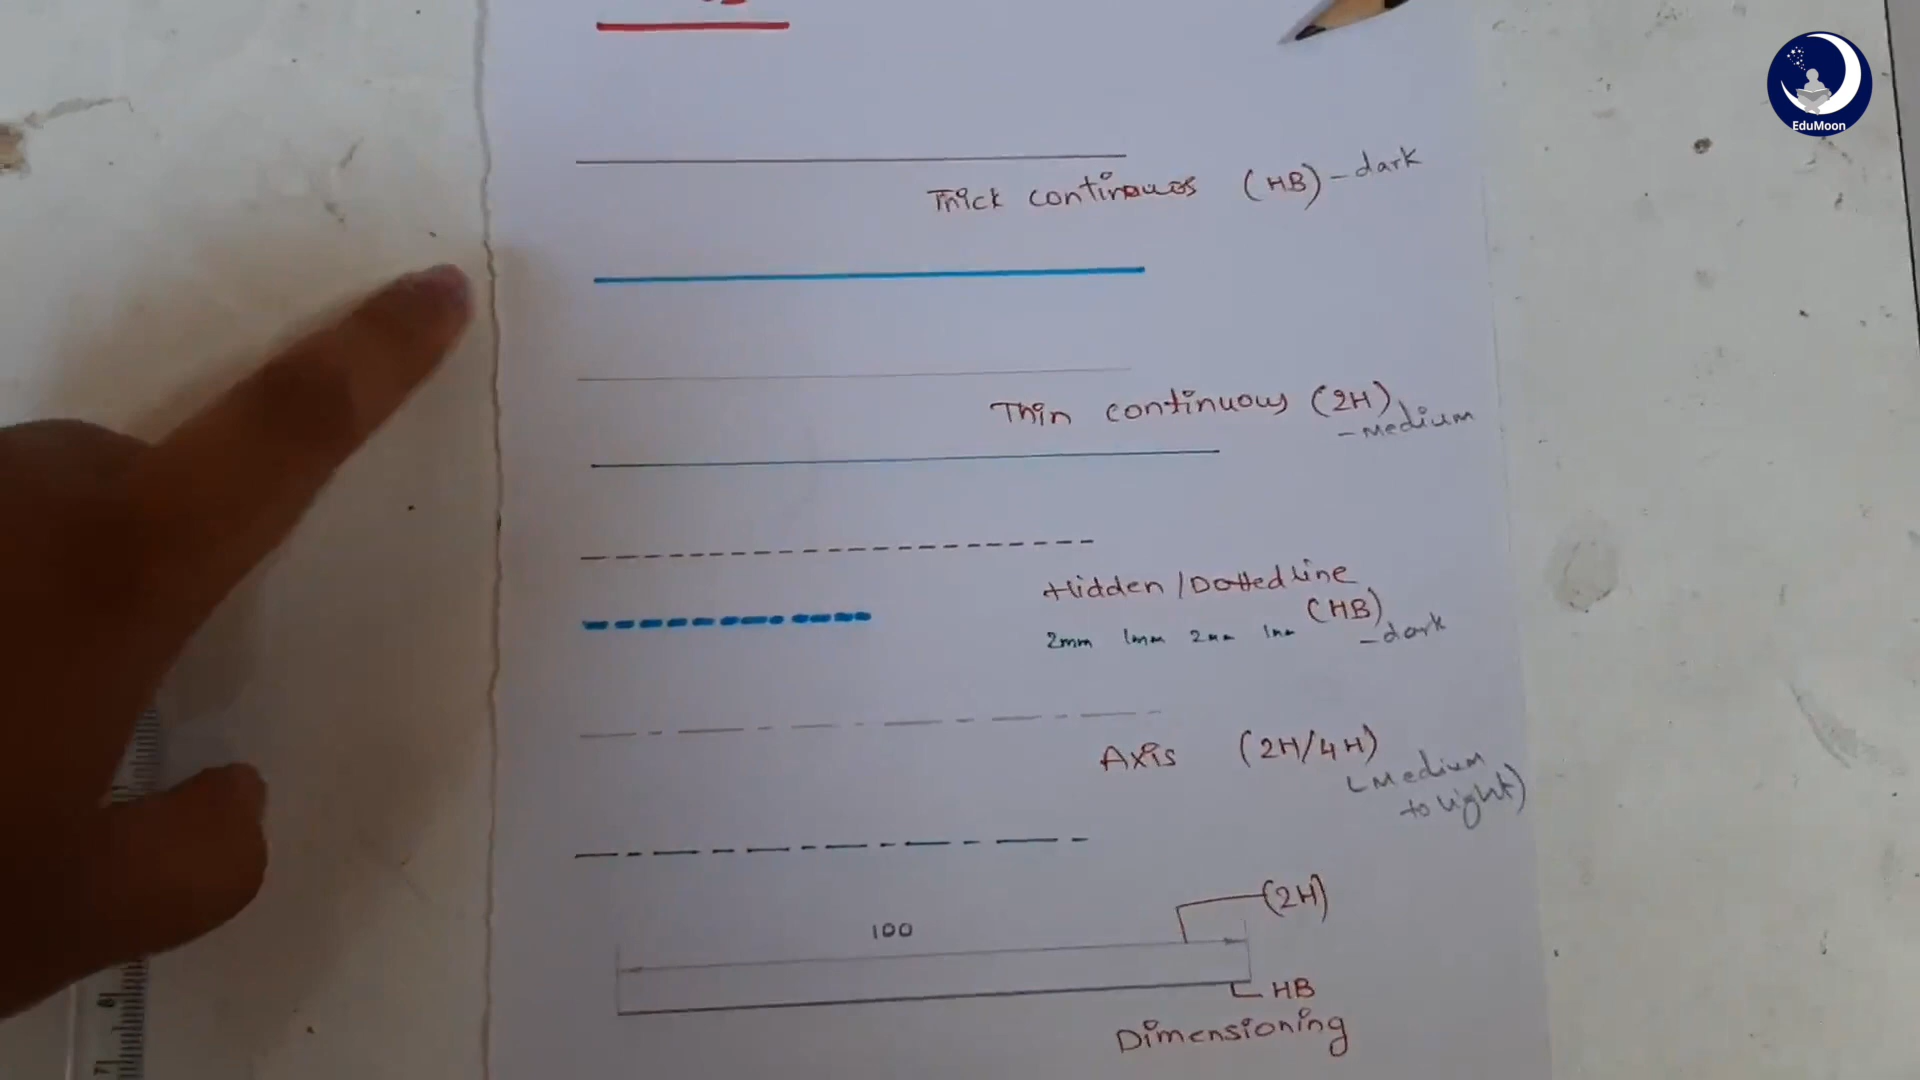 EduMoon
Thick continuous (HB) - dark
Thin continuous (2H)
- Medium
Hidden / Dotted line
(HB)
- dark
2mm 1mm 2mm 1mm
Axis (2H/4H)
(Medium
to light)
(2H)
100
HB
Dimensioning